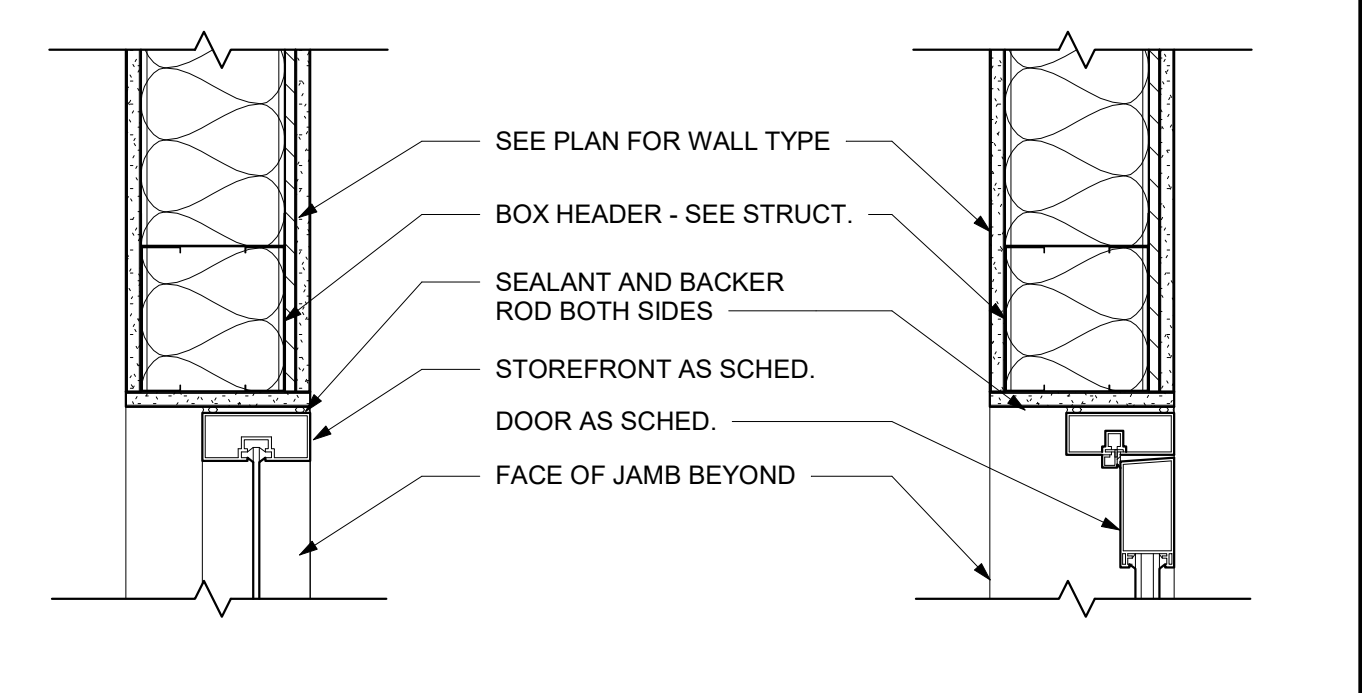 SEE PLAN FOR WALL TYPE
BOX HEADER - SEE STRUCT.
SEALANT AND BACKER
ROD BOTH SIDES
STOREFRONT AS SCHED.
DOOR AS SCHED.
FACE OF JAMB BEYOND